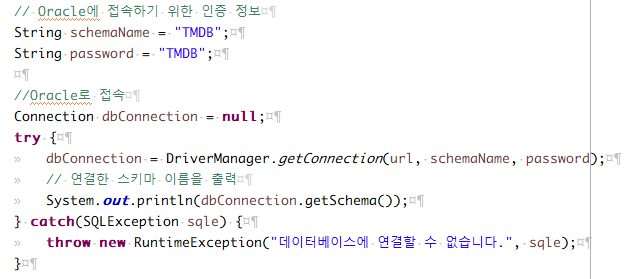 // Oracle에 접속하기 위한 인증 정보
String schemaName = "TMDB";
String password = "TMDB";

//Oracle로 접속
Connection dbConnection = null;
try {
    dbConnection = DriverManager.getConnection(url, schemaName, password);
    // 연결한 스키마 이름을 출력
    System.out.println(dbConnection.getSchema());
} catch(SQLException sqle) {
    throw new RuntimeException("데이터베이스에 연결할 수 없습니다.", sqle);
}